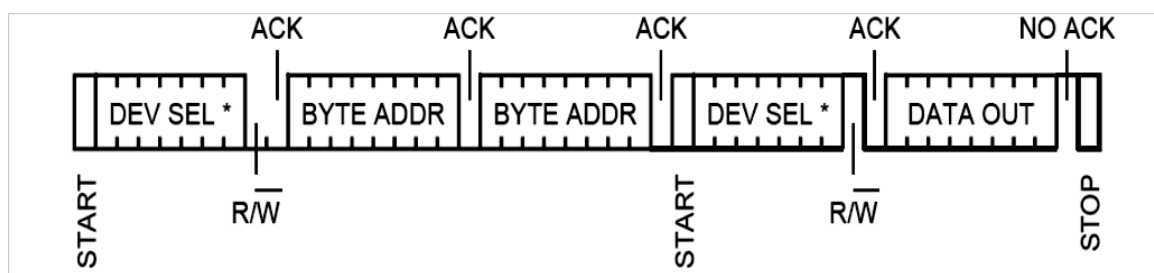 ACK ACK ACK ACK NO ACK
DEV SEL * BYTE ADDR BYTE ADDR DEV SEL * DATA OUT
START R/W̅ START R/W̅ STOP